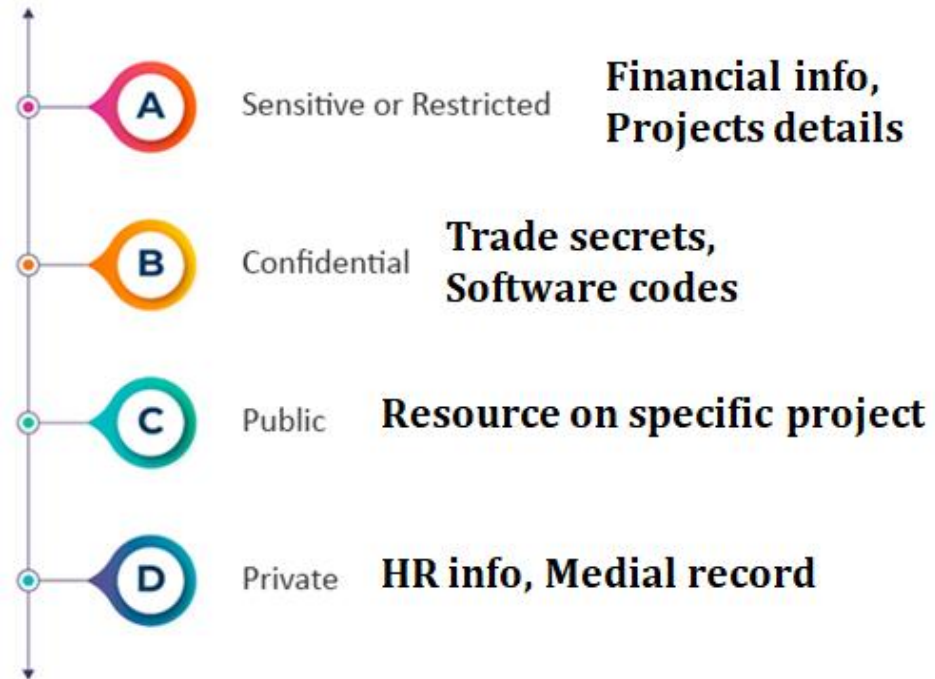 A Sensitive or Restricted Financial info,
Projects details
B Confidential Trade secrets,
Software codes
C Public Resource on specific project
D Private HR info, Medial record